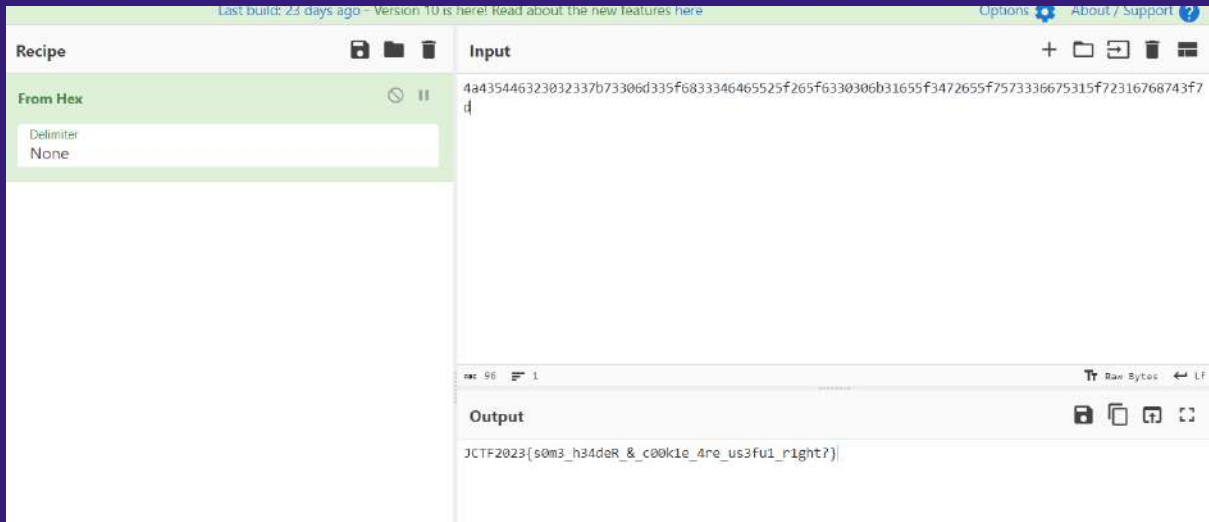 Last build: 23 days ago - Version 10 is here! Read about the new features here
Options
About / Support
Recipe
Input
From Hex
Delimiter
None
4a435446323032337b73306d335f6833346465525f265f6330306b31655f3472655f7573336675315f72316768743f7
d
96
1
Raw Bytes
LF
Output
JCTF2023{s0m3_h34deR_&_c00k1e_4re_us3fu1_r1ght?}